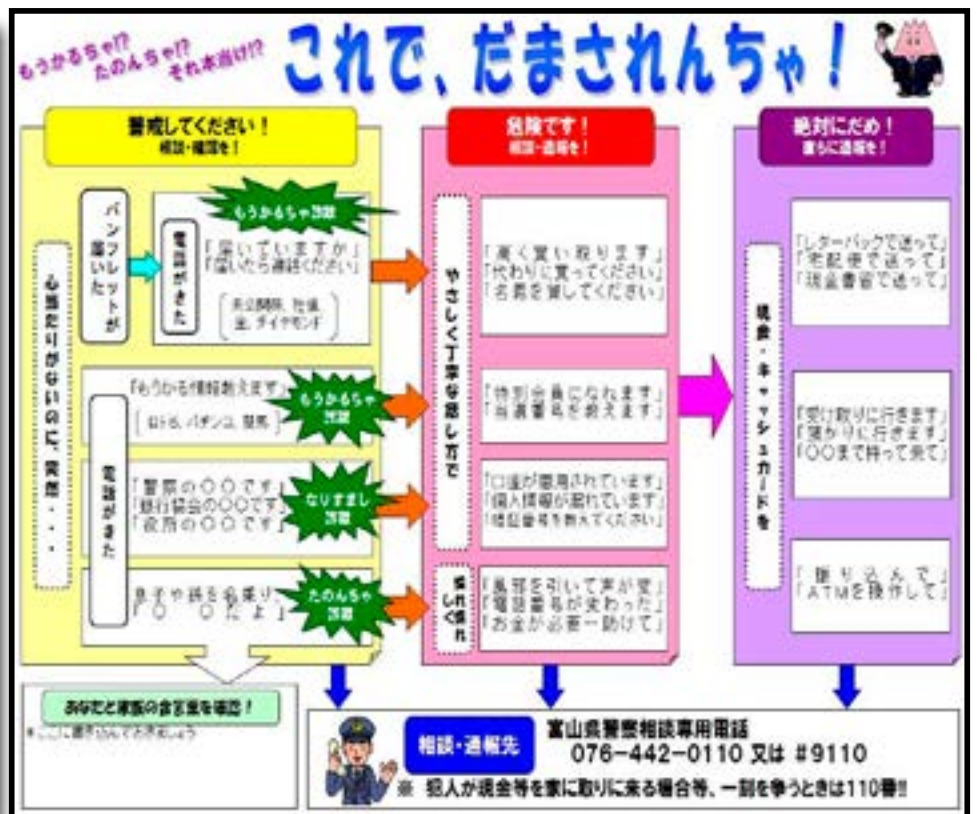 もうかるちゃ!?
たのんちゃ!?
それ本当け!?
これで、だまされんちゃ!
警戒してください!
相談・確認を!
心当たりがないのに、突然・・・
パンフレットが届いた
電話がきた
もうかるちゃ詐欺
「届いていますか」
「届いたら連絡ください」
未公開株、社債
金、ダイヤモンド
電話がきた
「もうかる情報教えます」
ロト6、パチンコ、競馬
もうかるちゃ詐欺
「警察の〇〇です」
「銀行協会の〇〇です」
「役所の〇〇です」
なりすまし詐欺
息子や孫を名乗り、
「〇〇だよ」
たのんちゃ詐欺
危険です!
相談・通報を!
やさしく丁寧な話し方で
「高く買い取ります」
「代わりに買ってください」
「名義を貸してください」
「特別会員になれます」
「当選番号を教えます」
「口座が悪用されています」
「個人情報が漏れています」
「暗証番号を教えてください」
慣れ慣れしく
「風邪を引いて声が変」
「電話番号が変わった」
「お金が必要ー助けて」
絶対にだめ!
直ちに通報を!
現金・キャッシュカードを
「レターパックで送って」
「宅配便で送って」
「現金書留で送って」
「受け取りに行きます」
「預かりに行きます」
「〇〇まで持って来て」
「振り込んで」
「ATMを操作して」
あなたと家族の合言葉を確認!
※ここに書き込んでおきましょう
相談・通報先
富山県警察相談専用電話
076-442-0110 又は #9110
※ 犯人が現金等を家に取りに来る場合等、一刻を争うときは110番!!